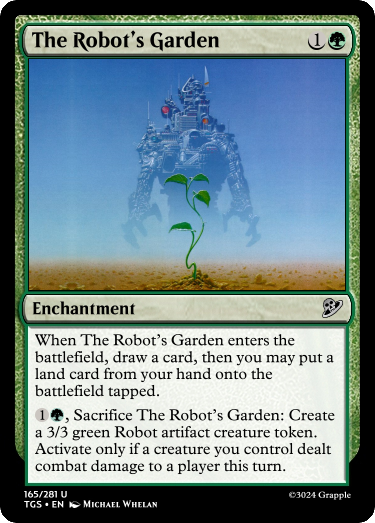 The Robot's Garden 1
Enchantment
When The Robot's Garden enters the
battlefield, draw a card, then you may put a
land card from your hand onto the
battlefield tapped.
1, Sacrifice The Robot's Garden: Create
a 3/3 green Robot artifact creature token.
Activate only if a creature you control dealt
combat damage to a player this turn.
165/281 U
TGS • EN Michael Whelan ©3024 Grapple